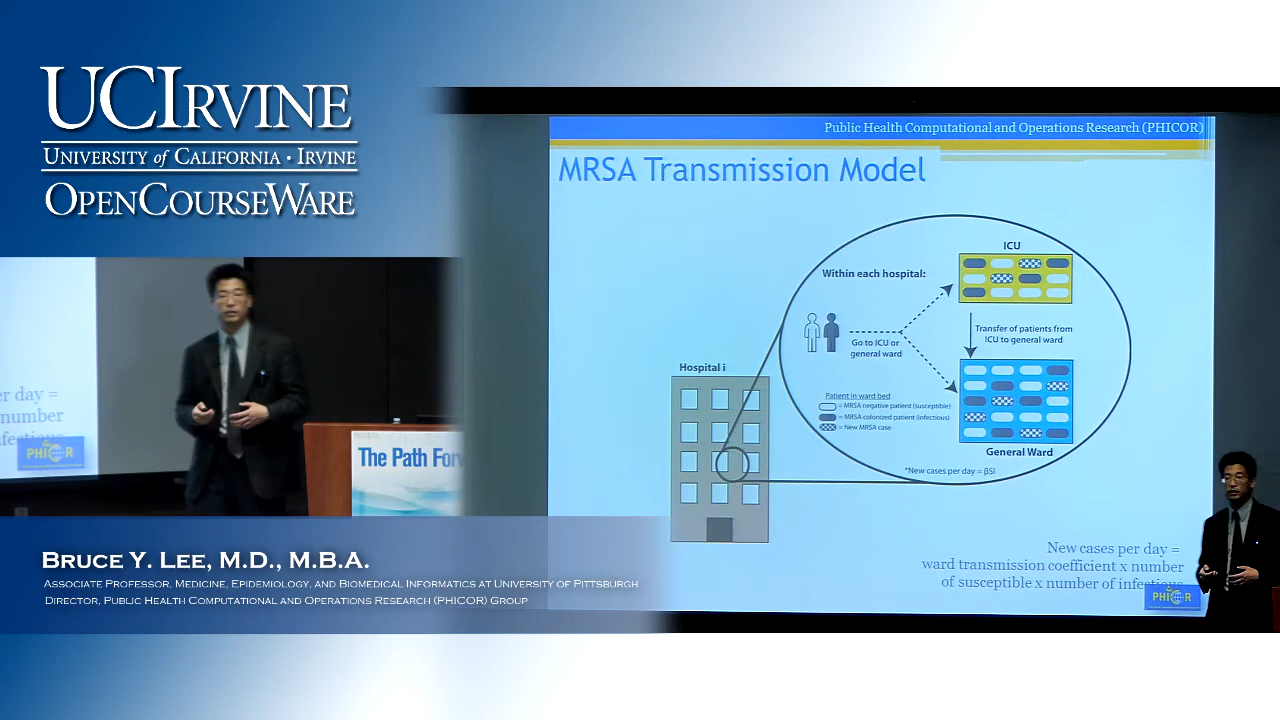 UCIRVINE
UNIVERSITY of CALIFORNIA · IRVINE
OPENCOURSEWARE
er day =
number
infectious
PHICOR
The Path For
BRUCE Y. LEE, M.D., M.B.A.
ASSOCIATE PROFESSOR, MEDICINE, EPIDEMIOLOGY, AND BIOMEDICAL INFORMATICS AT UNIVERSITY OF PITTSBURGH
DIRECTOR, PUBLIC HEALTH COMPUTATIONAL AND OPERATIONS RESEARCH (PHICOR) GROUP
Public Health Computational and Operations Research (PHICOR)
MRSA Transmission Model
ICU
Within each hospital:
Go to ICU or
general ward
Transfer of patients from
ICU to general ward
Hospital i
Patient in ward bed
= MRSA negative patient (susceptible)
= MRSA colonized patient (infectious)
= New MRSA case
General Ward
*New cases per day = βSI
New cases per day =
ward transmission coefficient x number
of susceptible x number of infectious
PHICOR